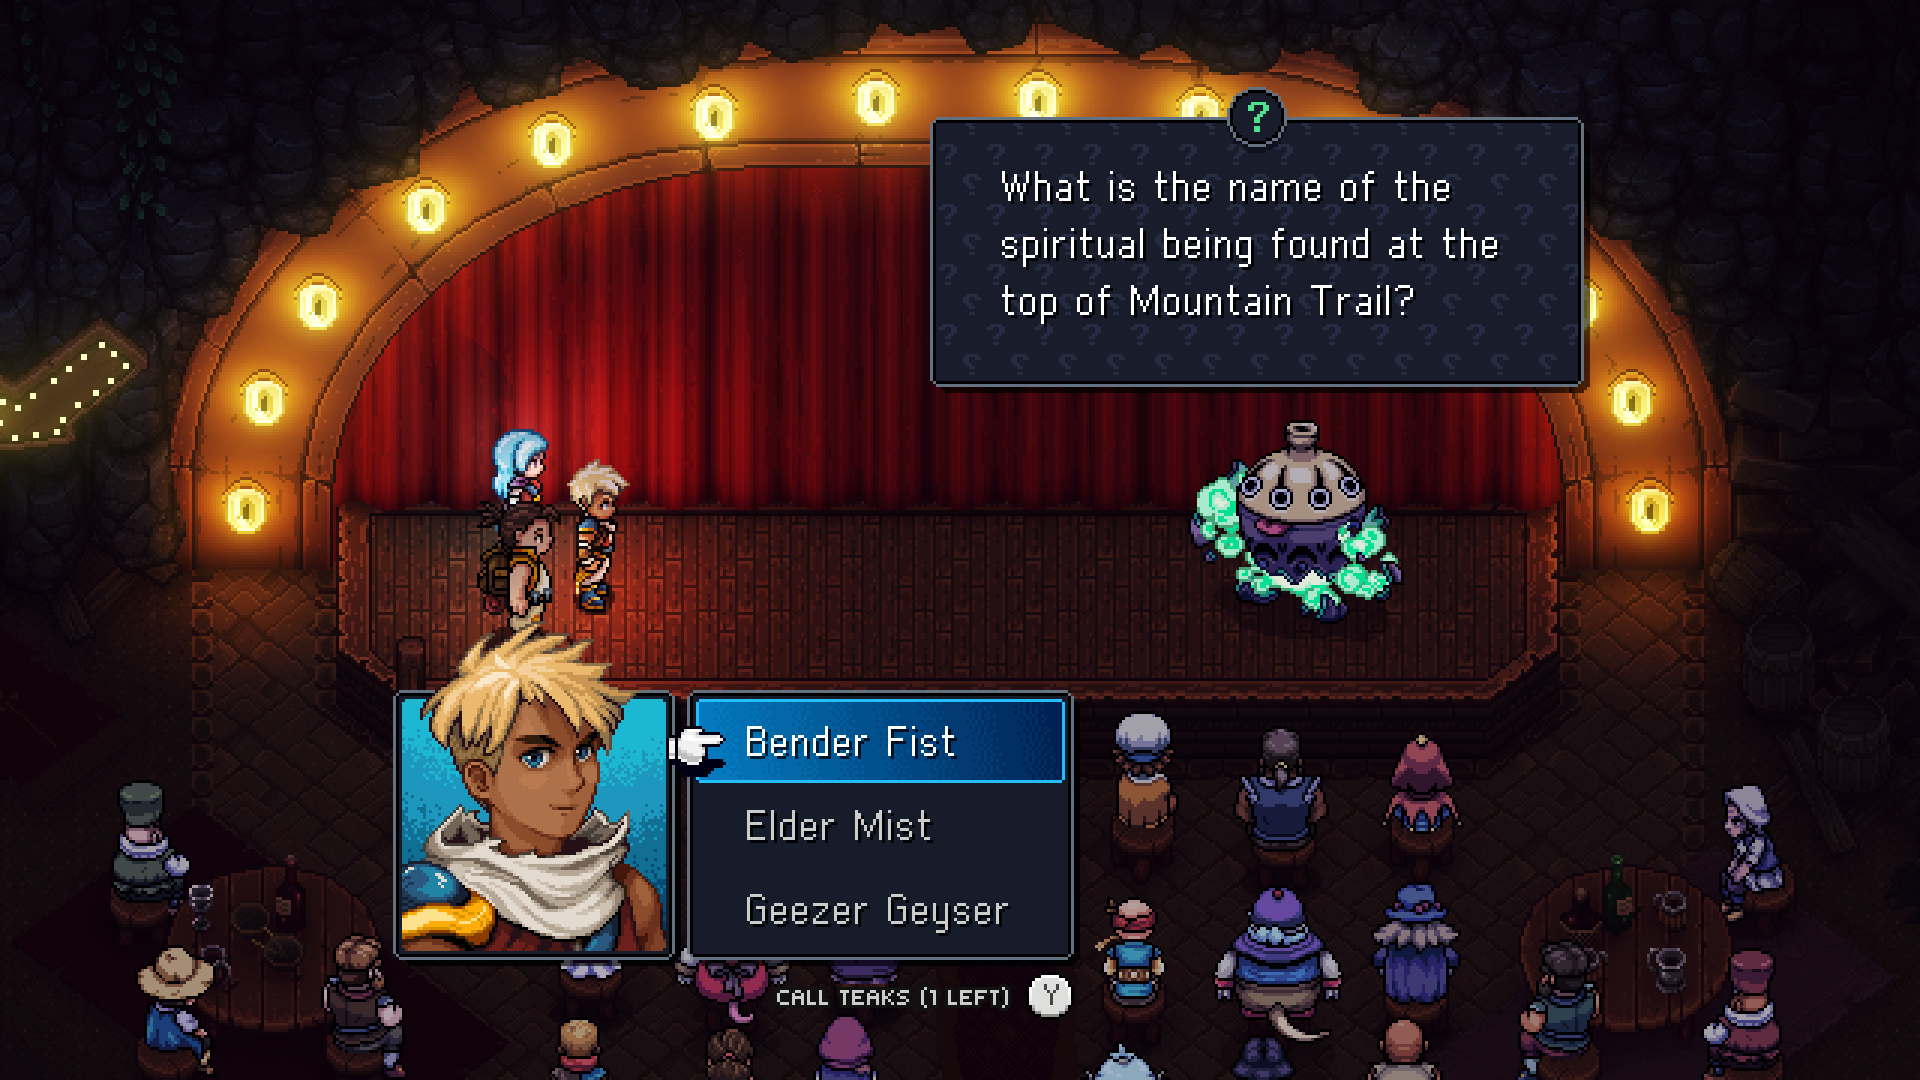 ?
What is the name of the
spiritual being found at the
top of Mountain Trail?
Bender Fist
Elder Mist
Geezer Geyser
CALL TEAKS (1 LEFT) Y